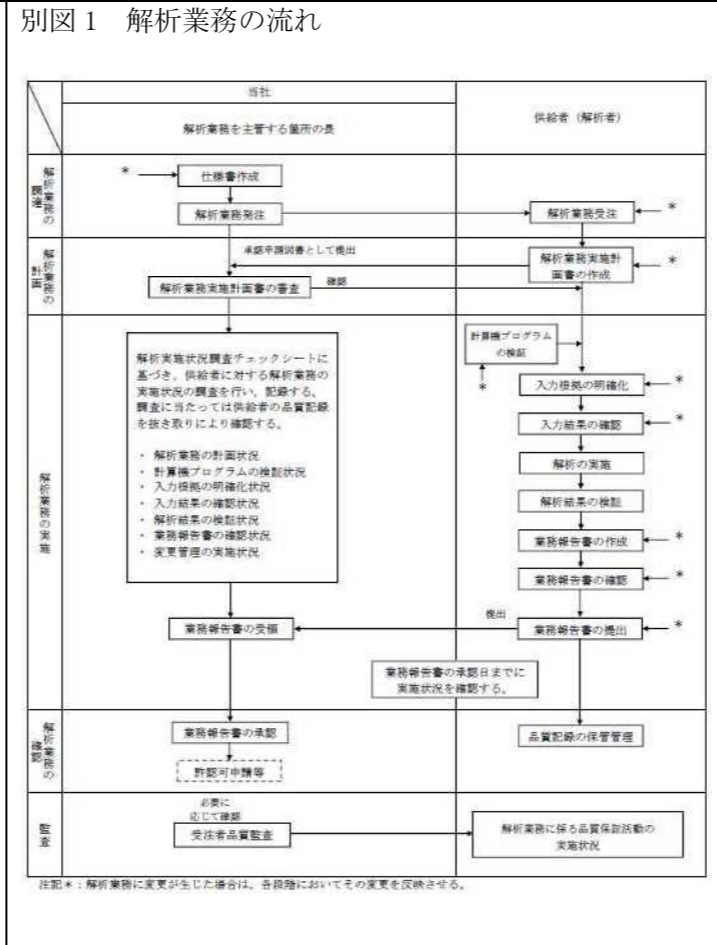 別図1 解析業務の流れ
当社
解析業務を主管する箇所の長
供給者（解析者）
解析業務の調達
＊
仕様書作成
解析業務発注
解析業務受注
＊
解析業務の計画
承認申請図書として提出
解析業務実施計画書の作成
＊
解析業務実施計画書の審査
確認
解析業務の実施
解析実施状況調査チェックシートに
基づき，供給者に対する解析業務の
実施状況の調査を行い，記録する。
調査に当たっては供給者の品質記録
を抜き取りにより確認する。
・ 解析業務の計画状況
・ 計算機プログラムの検証状況
・ 入力根拠の明確化状況
・ 入力結果の確認状況
・ 解析結果の検証状況
・ 業務報告書の確認状況
・ 変更管理の実施状況
計算機プログラム
の検証
＊
入力根拠の明確化
＊
入力結果の確認
＊
解析の実施
解析結果の検証
業務報告書の作成
＊
業務報告書の確認
＊
業務報告書の受領
提出
業務報告書の提出
＊
業務報告書の承認日までに
実施状況を確認する。
解析業務の確認
業務報告書の承認
許認可申請等
品質記録の保管管理
監査
必要に
応じて確認
受注者品質監査
解析業務に係る品質保証活動の
実施状況
注記＊：解析業務に変更が生じた場合は，各段階においてその変更を反映させる。